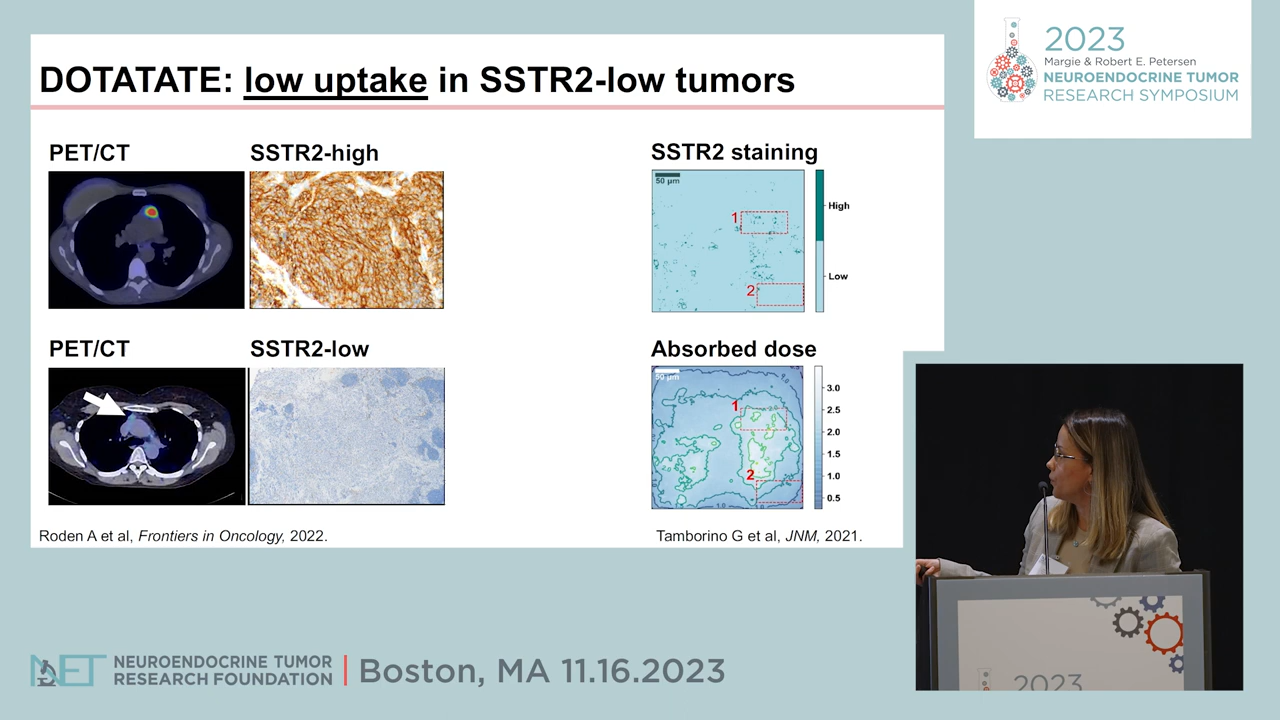 DOTATATE: low uptake in SSTR2-low tumors
PET/CT
SSTR2-high
PET/CT
SSTR2-low
Roden A et al, Frontiers in Oncology, 2022.
SSTR2 staining
50 µm
1
2
High
Low
Absorbed dose
50 µm
1
2
3.0
2.5
2.0
1.5
1.0
0.5
Tamborino G et al, JNM, 2021.
2023
Margie & Robert E. Petersen
NEUROENDOCRINE TUMOR
RESEARCH SYMPOSIUM
2023
NET
NEUROENDOCRINE TUMOR
RESEARCH FOUNDATION
Boston, MA 11.16.2023